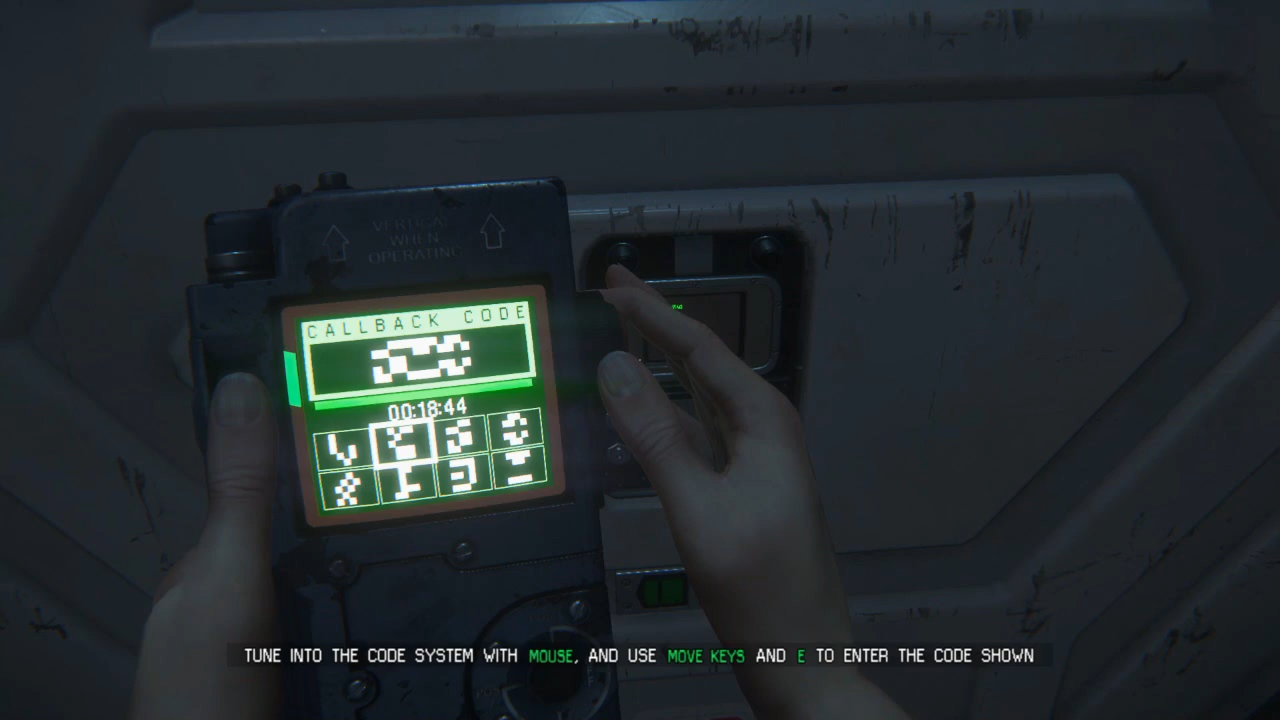 VERTICAL
WHEN
OPERATING
CALLBACK CODE
00:18:44
TUNE INTO THE CODE SYSTEM WITH MOUSE, AND USE MOVE KEYS AND E TO ENTER THE CODE SHOWN